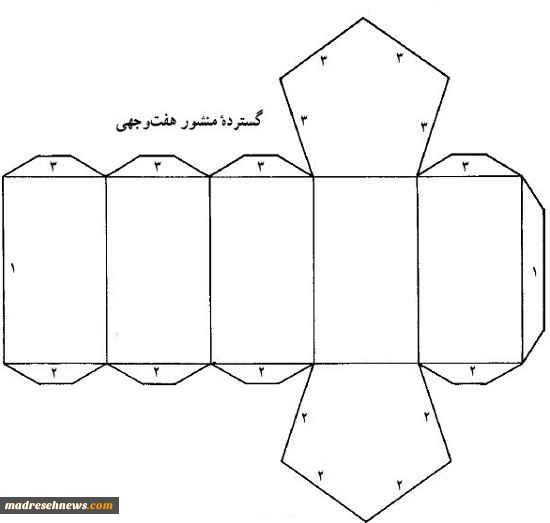 ۳ ۳
گستردهٔ منشور هفت‌وجهی
۳ ۳
۳ ۳ ۳ ۳
۱ ۱
۲ ۲ ۲ ۲
۲ ۲
۲ ۲
madresehnews.com